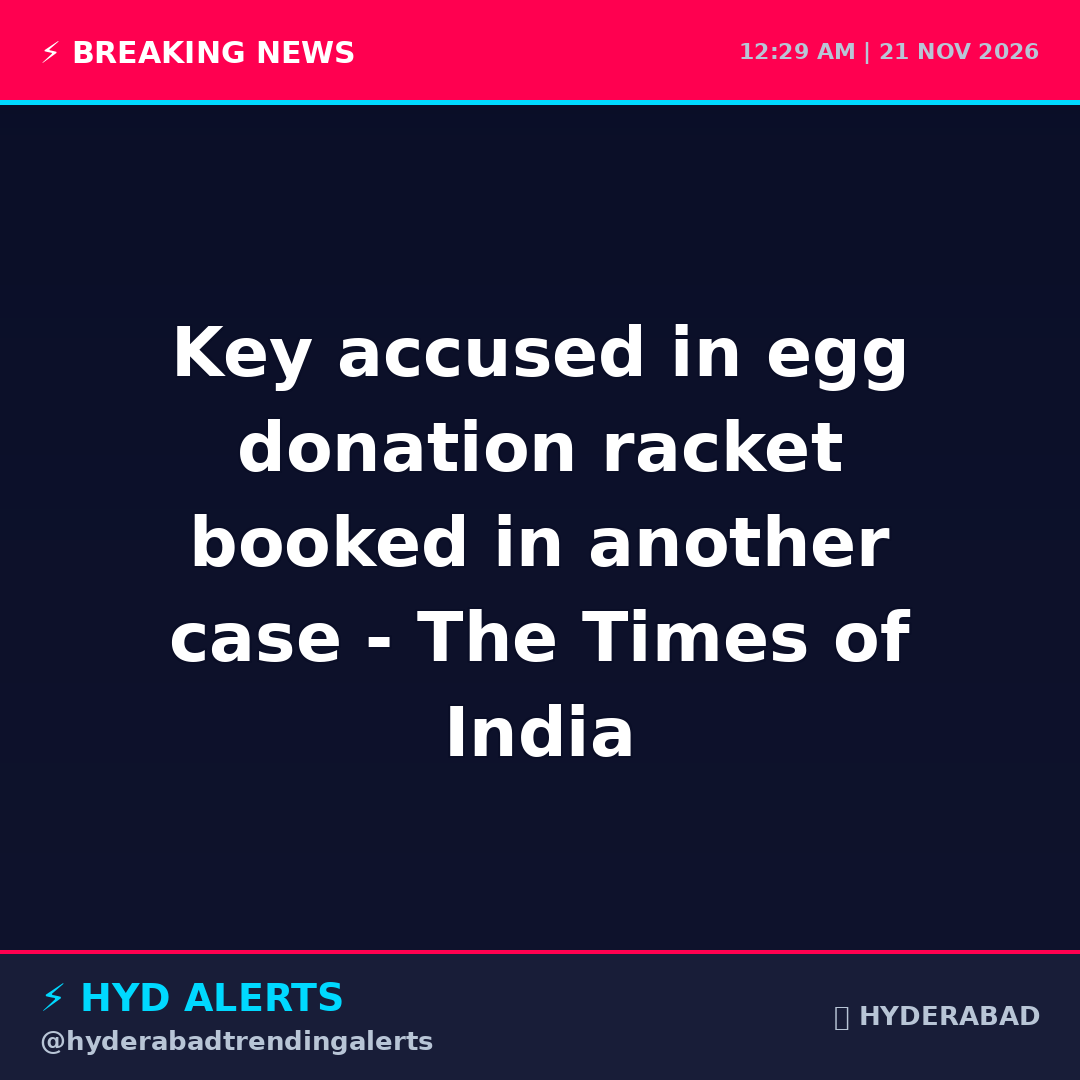 ⚡ BREAKING NEWS
12:29 AM | 21 NOV 2026
Key accused in egg
donation racket
booked in another
case - The Times of
India
⚡ HYD ALERTS
@hyderabadtrendingalerts
HYDERABAD